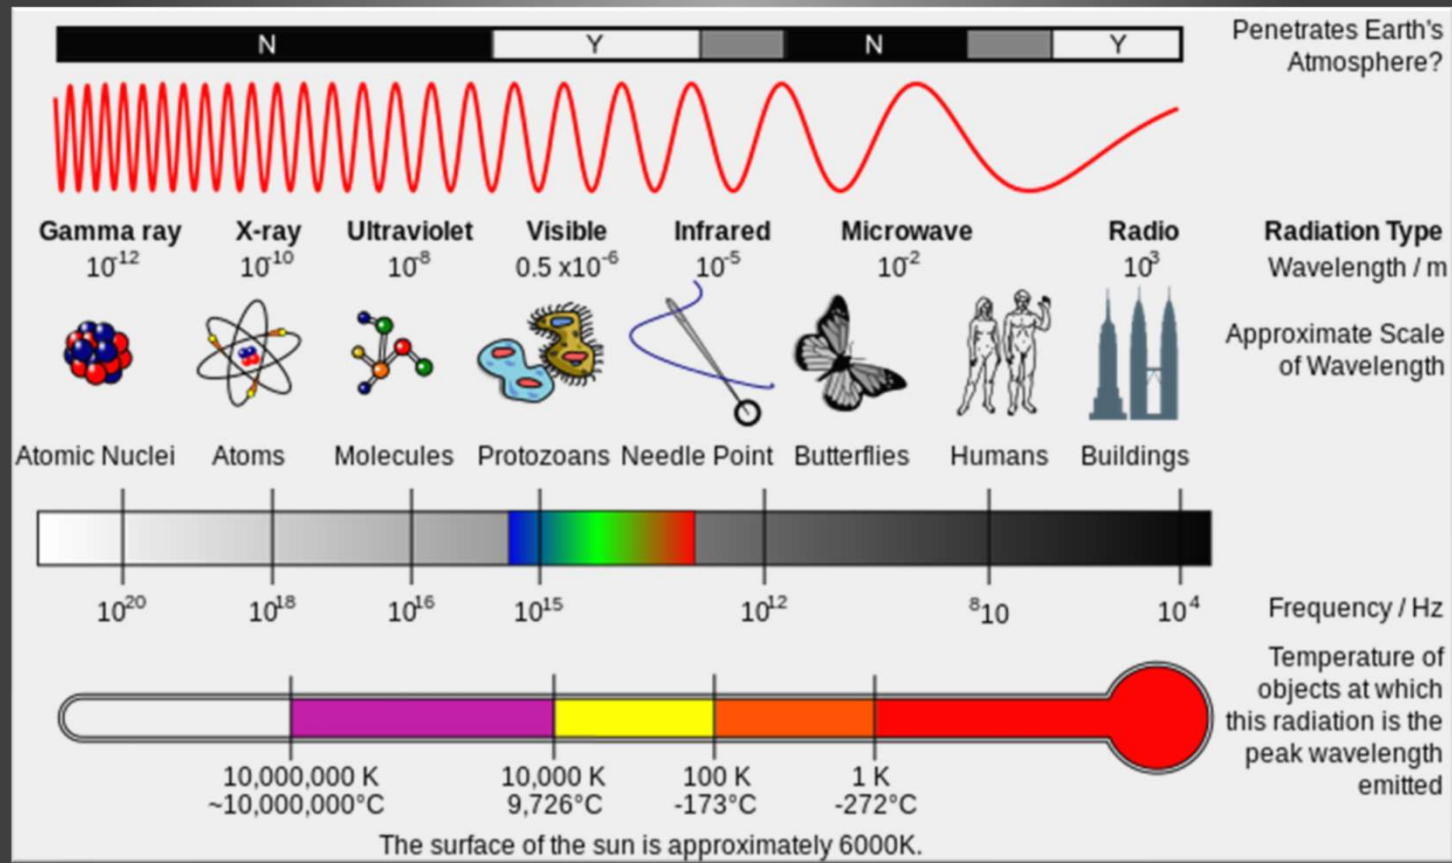 N Y N Y
Penetrates Earth's
Atmosphere?
Gamma ray X-ray Ultraviolet Visible Infrared Microwave Radio Radiation Type
10⁻¹² 10⁻¹⁰ 10⁻⁸ 0.5 x10⁻⁶ 10⁻⁵ 10⁻² 10³ Wavelength / m
Approximate Scale
of Wavelength
Atomic Nuclei Atoms Molecules Protozoans Needle Point Butterflies Humans Buildings
10²⁰ 10¹⁸ 10¹⁶ 10¹⁵ 10¹² ⁸10 10⁴ Frequency / Hz
Temperature of
objects at which
this radiation is the
peak wavelength
emitted
10,000,000 K 10,000 K 100 K 1 K
~10,000,000°C 9,726°C -173°C -272°C
The surface of the sun is approximately 6000K.